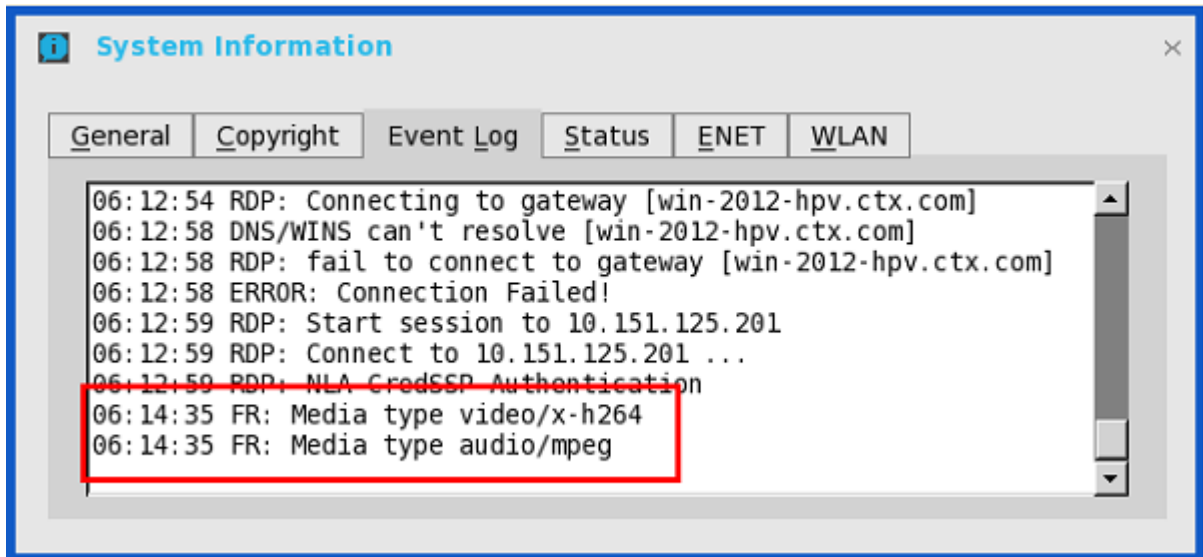 System Information
General Copyright Event Log Status ENET WLAN
06:12:54 RDP: Connecting to gateway [win-2012-hpv.ctx.com]
06:12:58 DNS/WINS can't resolve [win-2012-hpv.ctx.com]
06:12:58 RDP: fail to connect to gateway [win-2012-hpv.ctx.com]
06:12:58 ERROR: Connection Failed!
06:12:59 RDP: Start session to 10.151.125.201
06:12:59 RDP: Connect to 10.151.125.201 ...
06:12:59 RDP: NLA CredSSP Authentication
06:14:35 FR: Media type video/x-h264
06:14:35 FR: Media type audio/mpeg